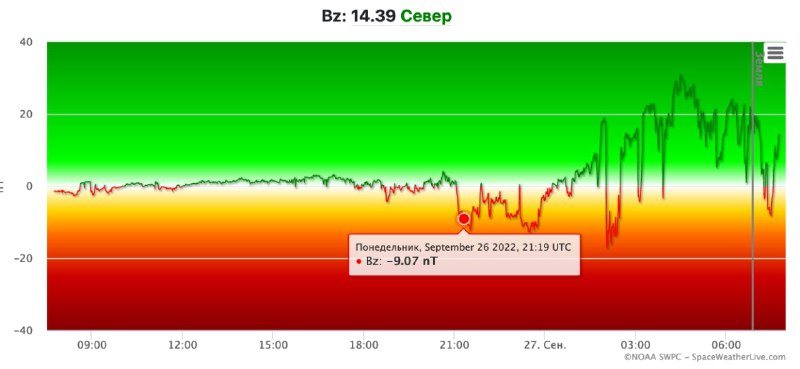 Bz: 14.39 Север
40
20
0
-20
-40
nT
Земля
Понедельник, September 26 2022, 21:19 UTC
● Bz: −9.07 nT
09:00 12:00 15:00 18:00 21:00 27. Сен. 03:00 06:00
©NOAA SWPC - SpaceWeatherLive.com